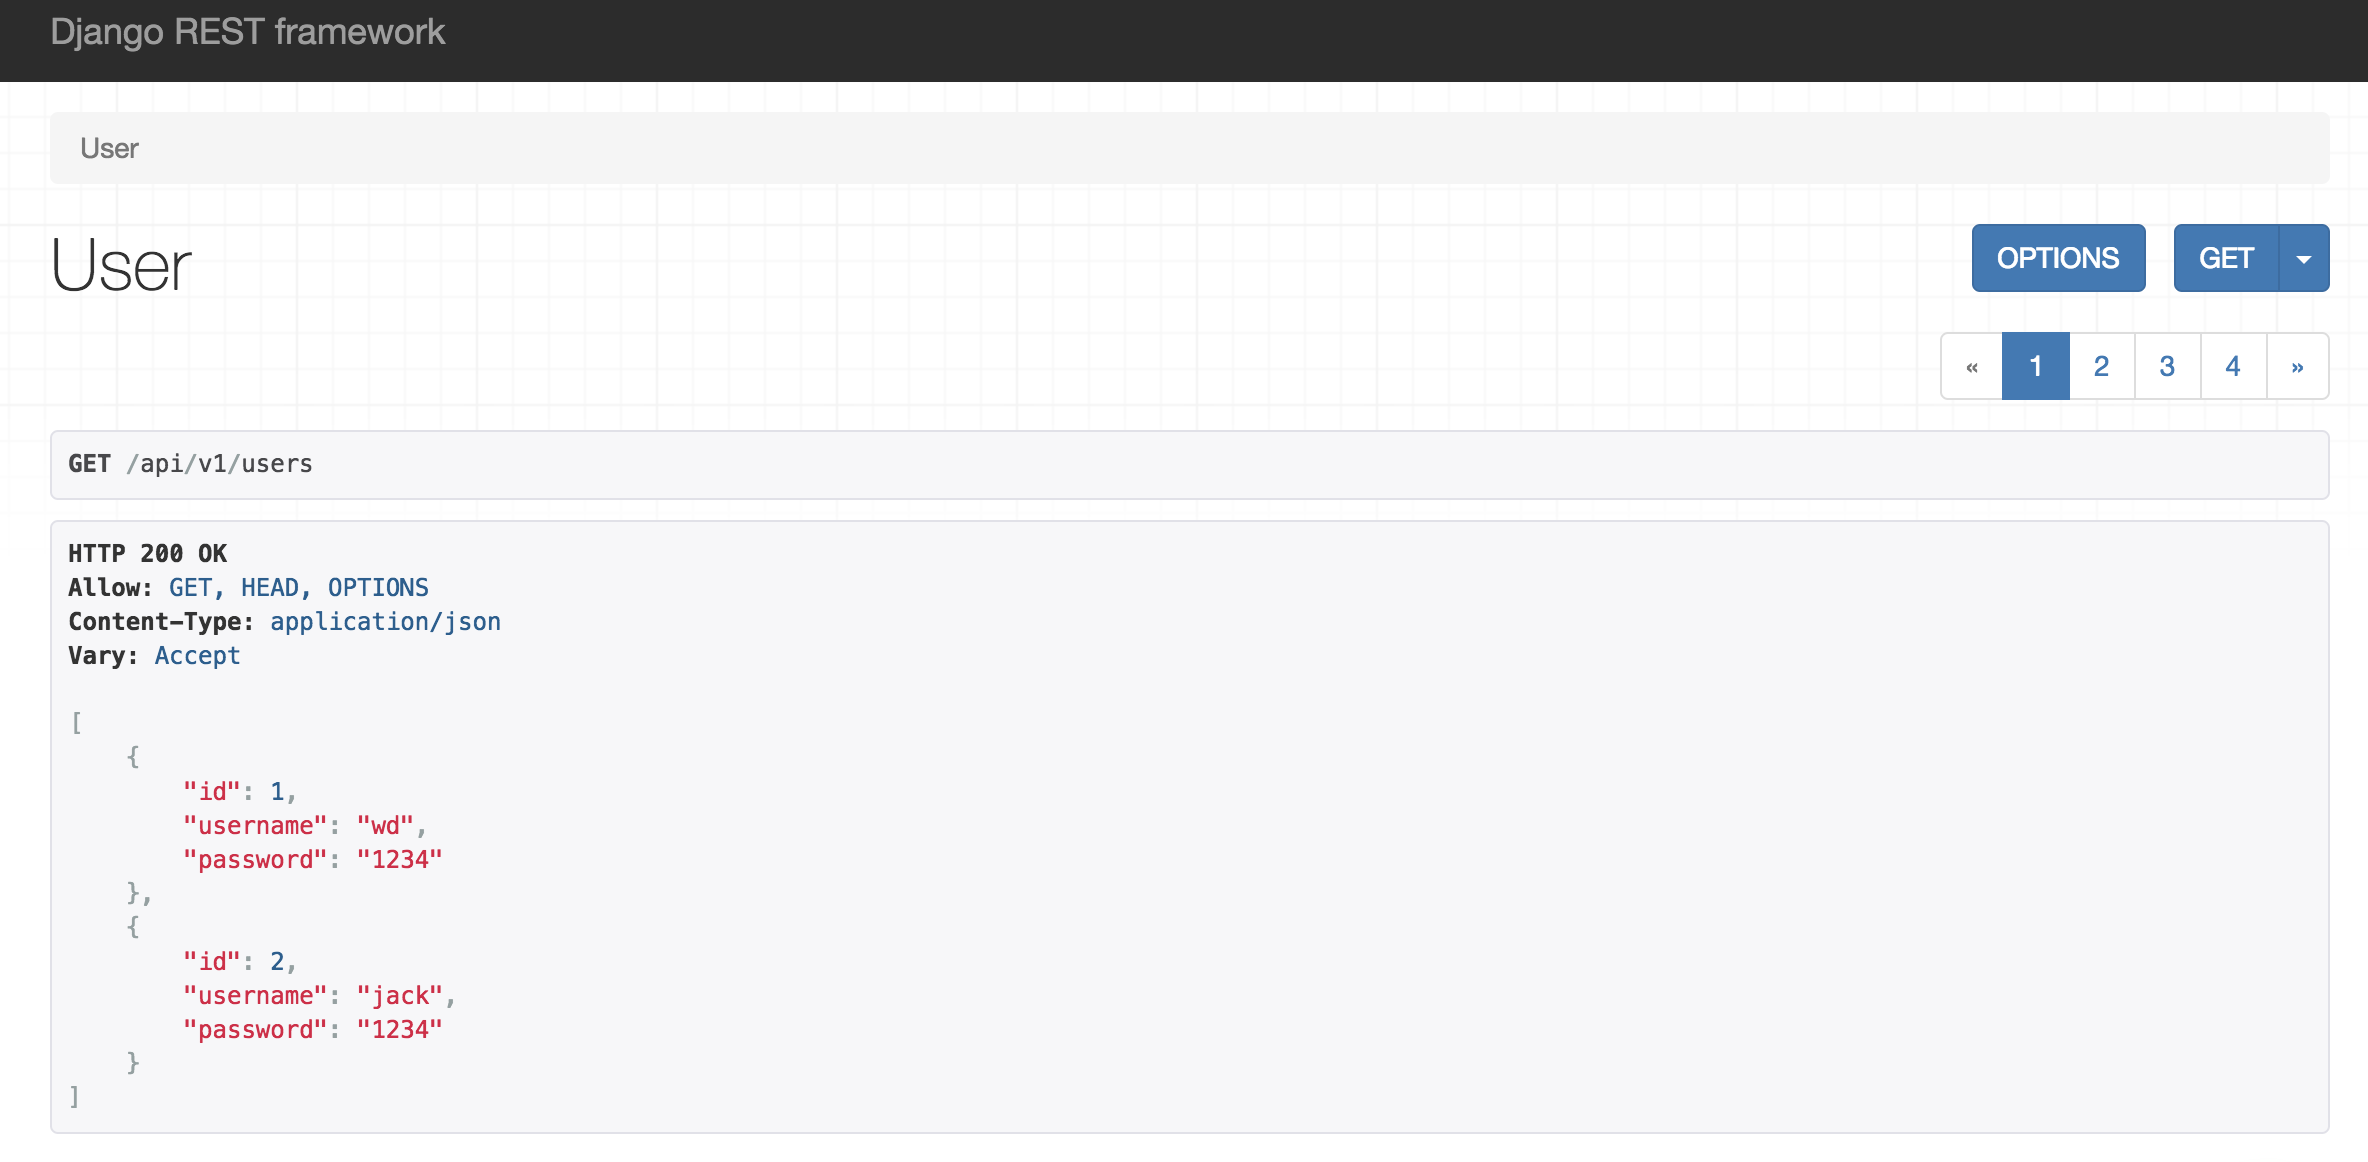 Django REST framework
User
User
OPTIONS
GET
« 1 2 3 4 »
GET /api/v1/users
HTTP 200 OK
Allow: GET, HEAD, OPTIONS
Content-Type: application/json
Vary: Accept
[
    {
        "id": 1,
        "username": "wd",
        "password": "1234"
    },
    {
        "id": 2,
        "username": "jack",
        "password": "1234"
    }
]